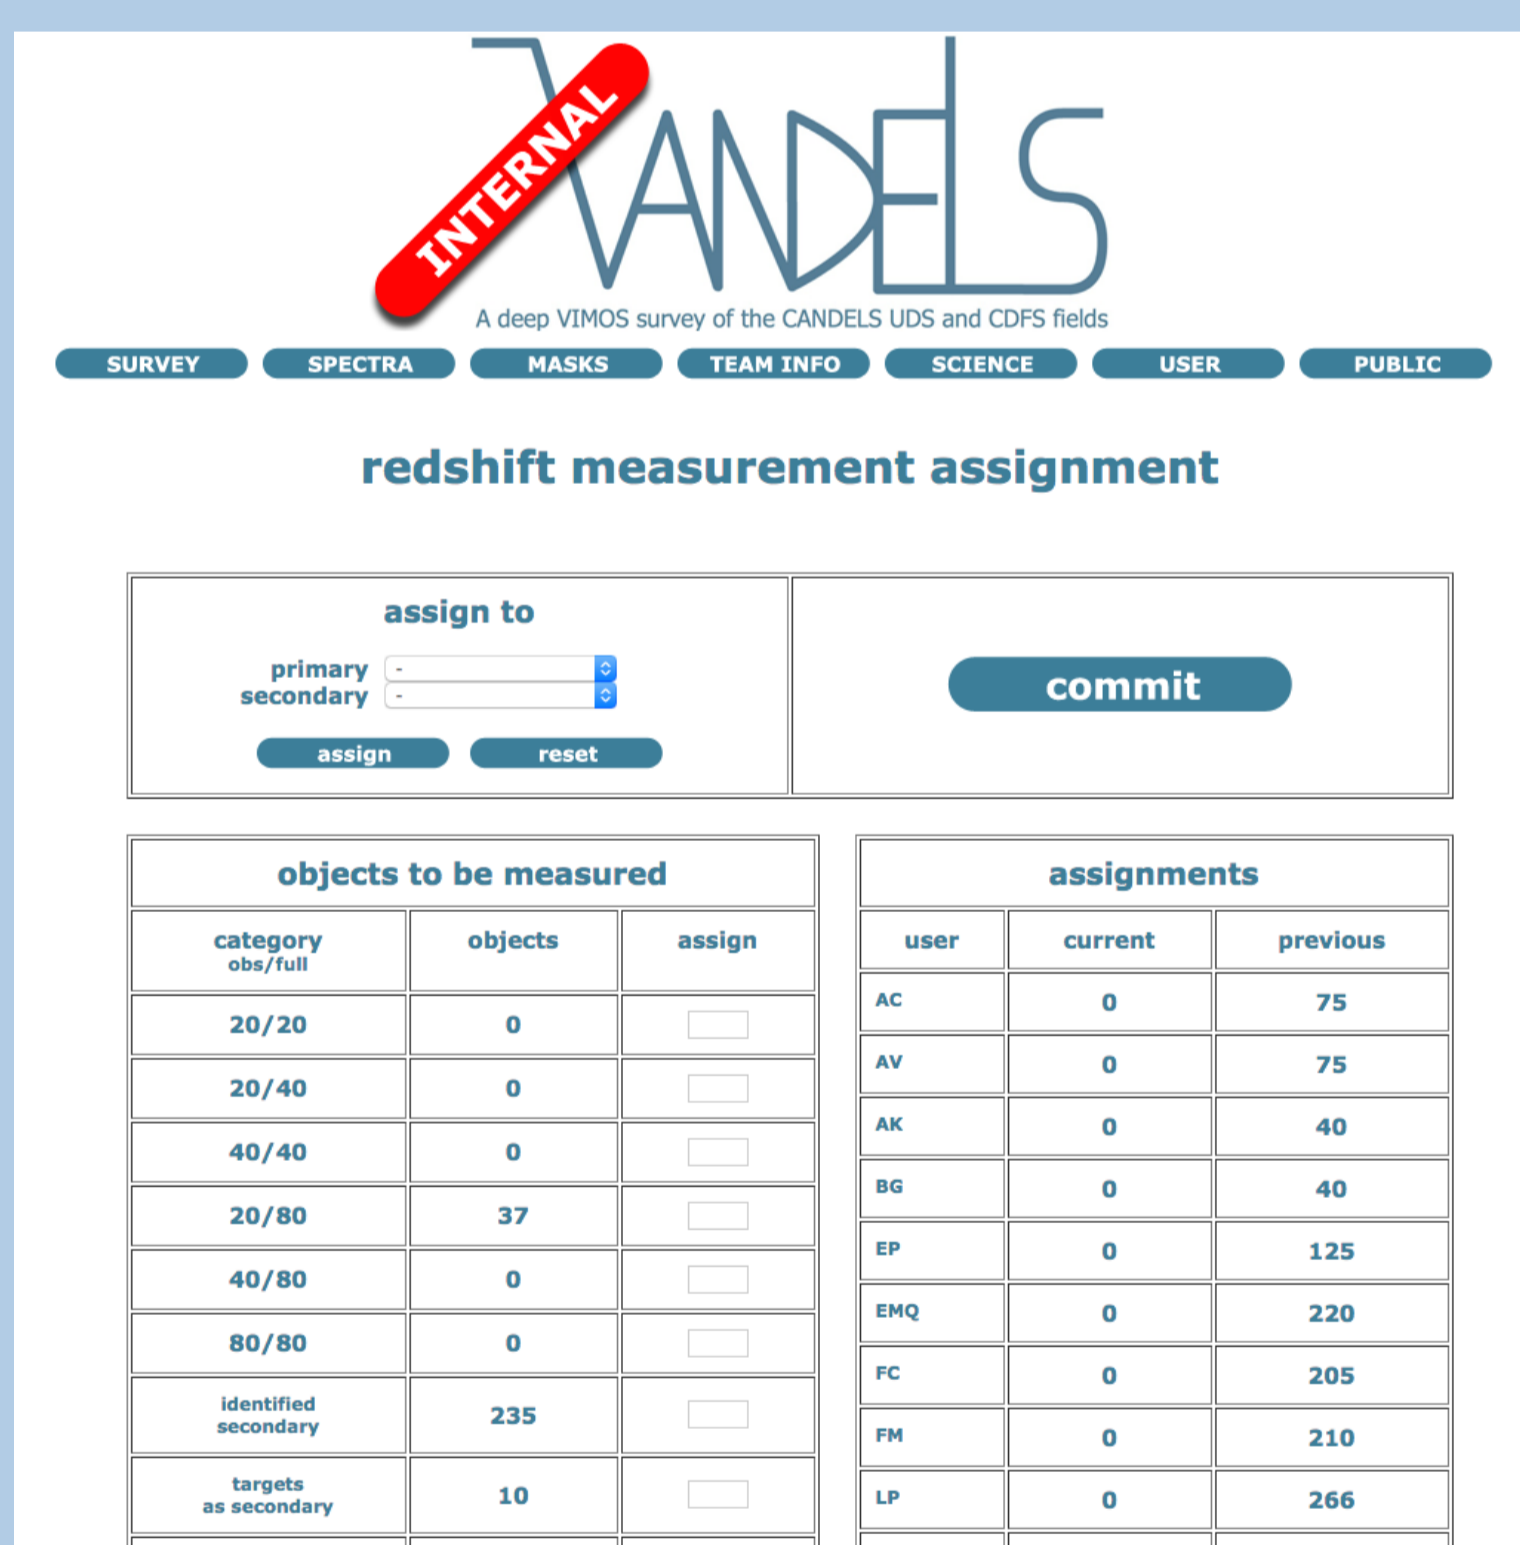 INTERNAL
VANDELS
A deep VIMOS survey of the CANDELS UDS and CDFS fields
SURVEY SPECTRA MASKS TEAM INFO SCIENCE USER PUBLIC
redshift measurement assignment
assign to
primary -
secondary -
assign reset
commit
objects to be measured
category objects assign
obs/full
20/20 0
20/40 0
40/40 0
20/80 37
40/80 0
80/80 0
identified
secondary 235
targets
as secondary 10
assignments
user current previous
AC 0 75
AV 0 75
AK 0 40
BG 0 40
EP 0 125
EMQ 0 220
FC 0 205
FM 0 210
LP 0 266